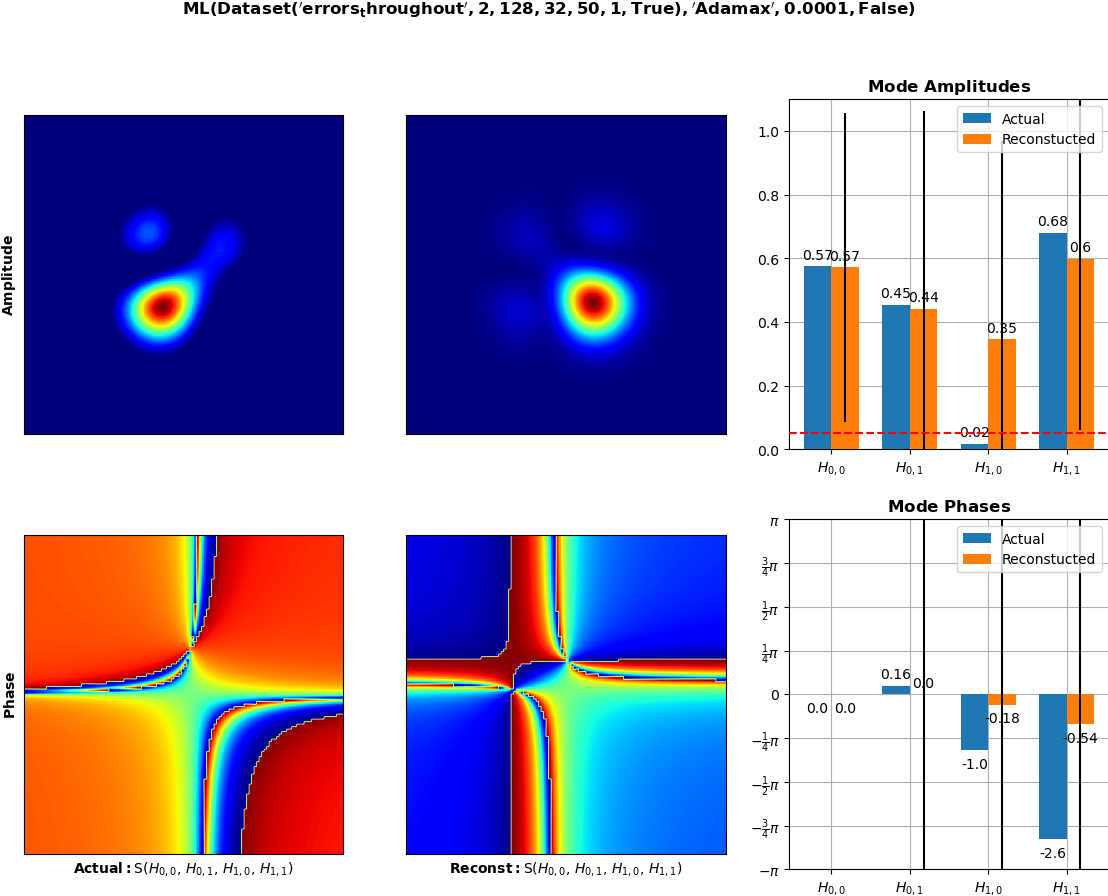 ML(Dataset('errors_throughout', 2, 128, 32, 50, 1, True), 'Adamax', 0.0001, False)
Mode Amplitudes
Amplitude
Actual
Reconstucted
1.0
0.8
0.6
0.4
0.2
0.0
0.57
0.57
0.45
0.44
0.02
0.35
0.68
0.6
H0,0 H0,1 H1,0 H1,1
Mode Phases
Phase
Actual
Reconstucted
π
3/4π
1/2π
1/4π
0
−1/4π
−1/2π
−3/4π
−π
0.0
0.0
0.16
0.0
-1.0
-0.18
-2.6
-0.54
H0,0 H0,1 H1,0 H1,1
Actual: S(H0,0, H0,1, H1,0, H1,1)
Reconst: S(H0,0, H0,1, H1,0, H1,1)